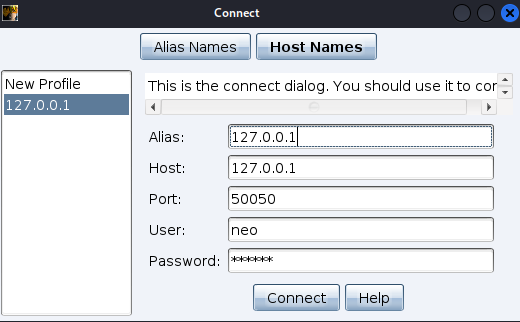 Connect
Alias Names Host Names
New Profile
127.0.0.1
This is the connect dialog. You should use it to
Alias: 127.0.0.1
Host: 127.0.0.1
Port: 50050
User: neo
Password: ******
Connect Help